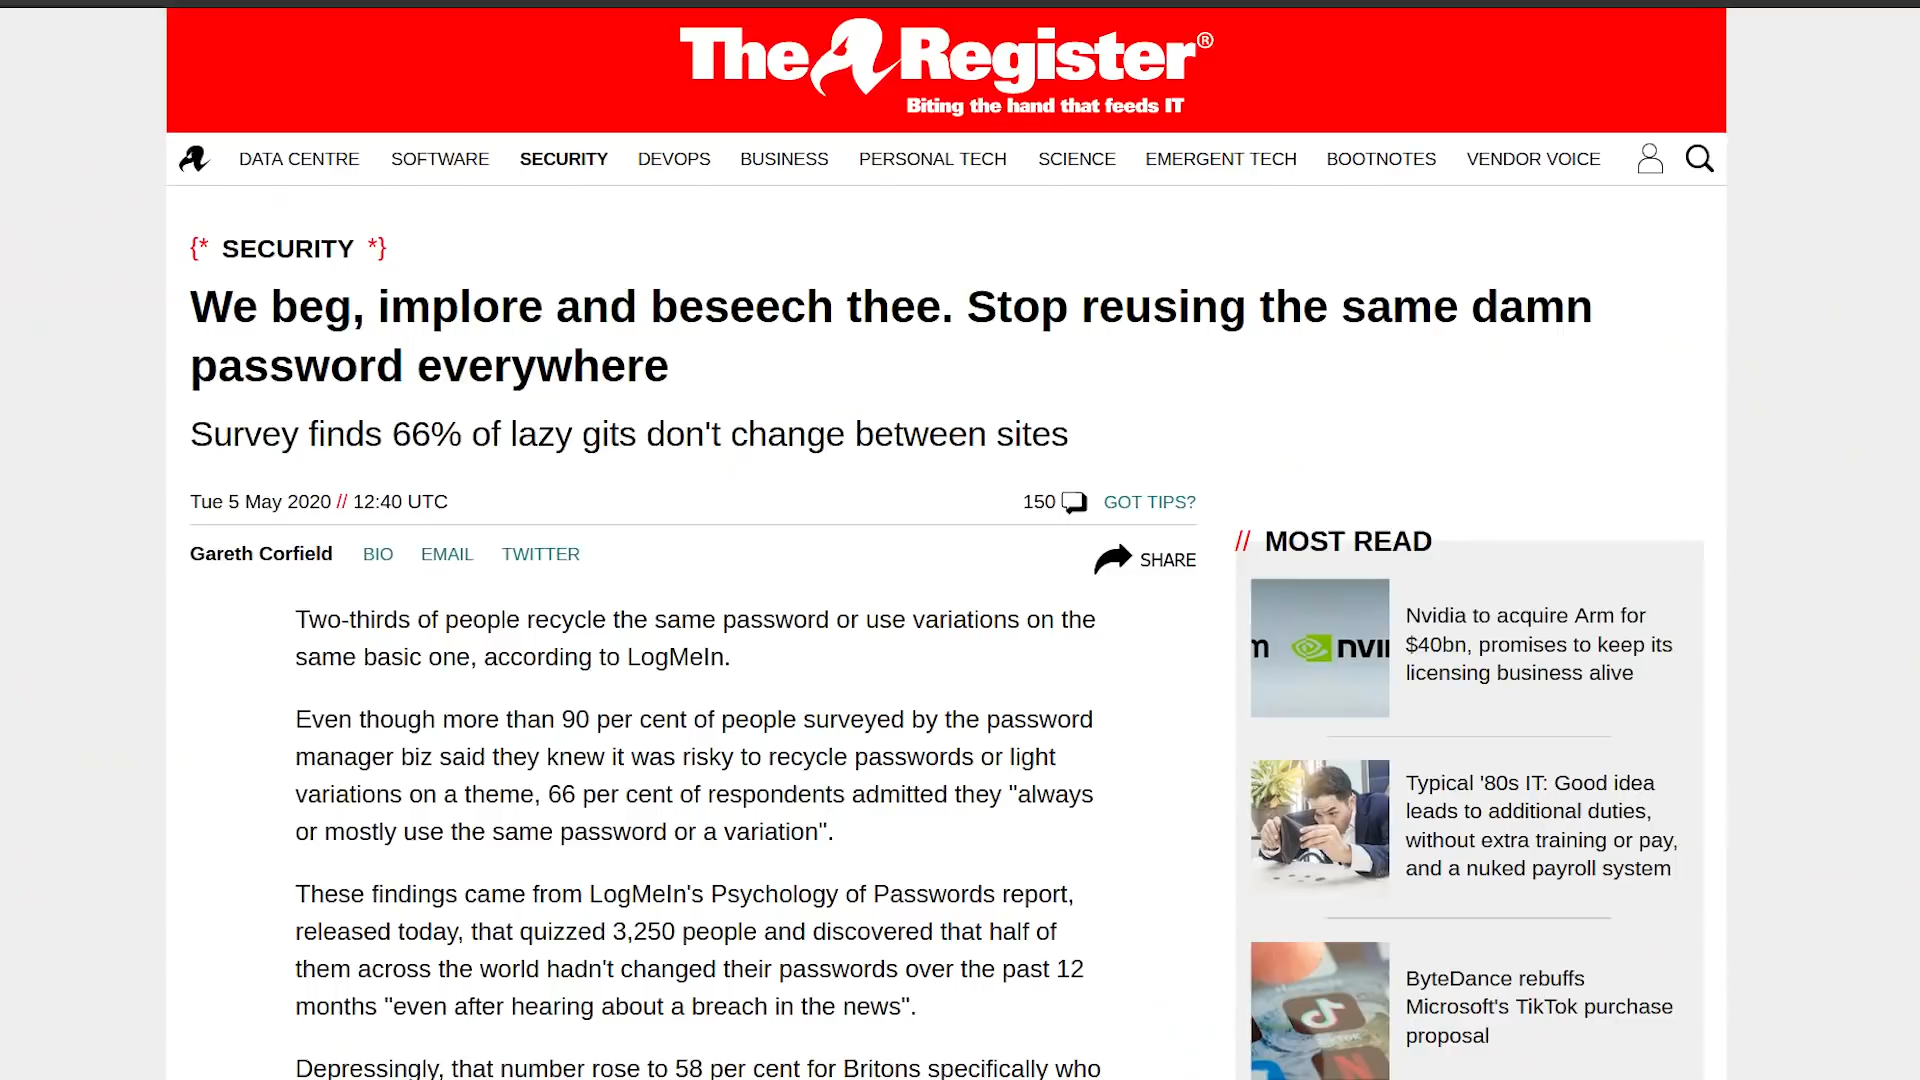 The Register®
Biting the hand that feeds IT
DATA CENTRE SOFTWARE SECURITY DEVOPS BUSINESS PERSONAL TECH SCIENCE EMERGENT TECH BOOTNOTES VENDOR VOICE
{* SECURITY *}
We beg, implore and beseech thee. Stop reusing the same damn
password everywhere
Survey finds 66% of lazy gits don't change between sites
Tue 5 May 2020 // 12:40 UTC
150 GOT TIPS?
Gareth Corfield BIO EMAIL TWITTER
SHARE
Two-thirds of people recycle the same password or use variations on the
same basic one, according to LogMeIn.
Even though more than 90 per cent of people surveyed by the password
manager biz said they knew it was risky to recycle passwords or light
variations on a theme, 66 per cent of respondents admitted they "always
or mostly use the same password or a variation".
These findings came from LogMeIn's Psychology of Passwords report,
released today, that quizzed 3,250 people and discovered that half of
them across the world hadn't changed their passwords over the past 12
months "even after hearing about a breach in the news".
Depressingly, that number rose to 58 per cent for Britons specifically who
// MOST READ
Nvidia to acquire Arm for
$40bn, promises to keep its
licensing business alive
Typical '80s IT: Good idea
leads to additional duties,
without extra training or pay,
and a nuked payroll system
ByteDance rebuffs
Microsoft's TikTok purchase
proposal